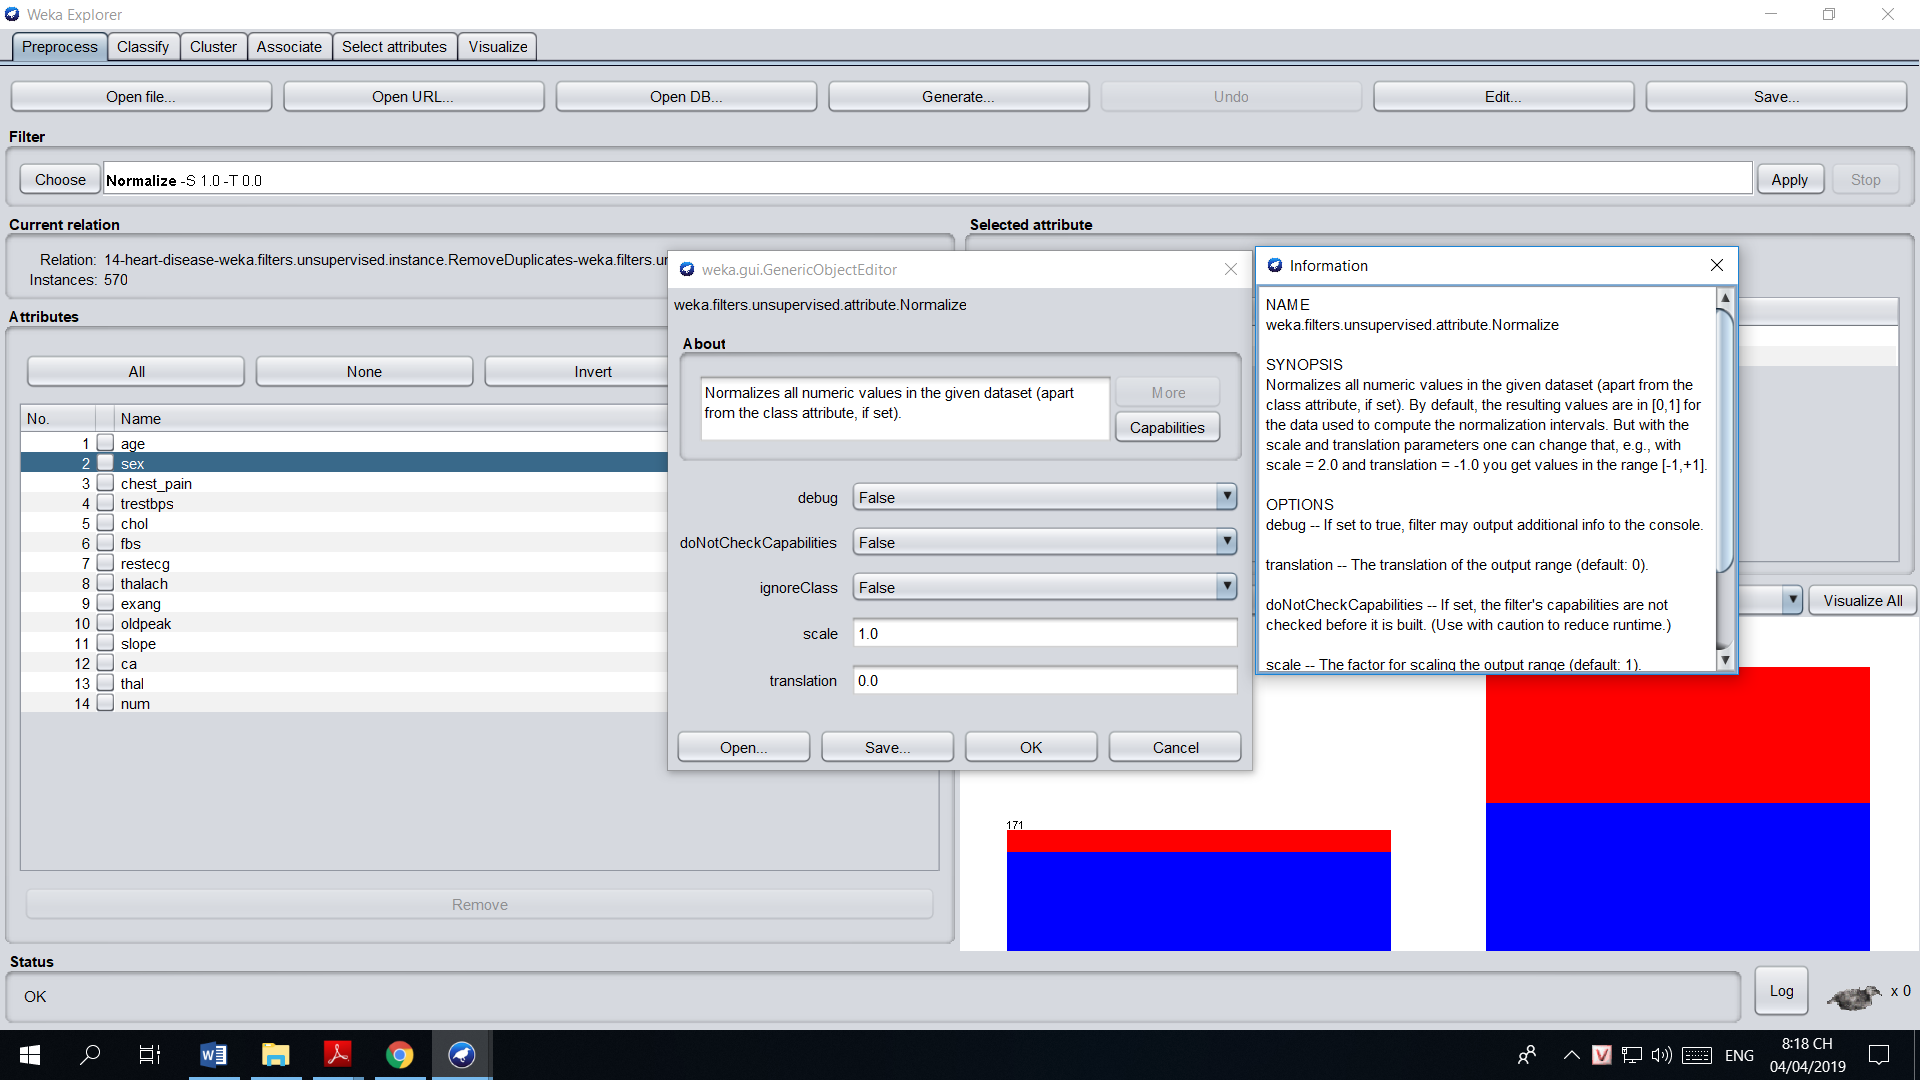 Weka Explorer
Preprocess Classify Cluster Associate Select attributes Visualize
Open file... Open URL... Open DB... Generate... Undo Edit... Save...
Filter
Choose Normalize -S 1.0 -T 0.0 Apply Stop
Current relation
Relation: 14-heart-disease-weka.filters.unsupervised.instance.RemoveDuplicates-weka.filters.un
Instances: 570
Attributes
All None Invert
No. Name
1 age
2 sex
3 chest_pain
4 trestbps
5 chol
6 fbs
7 restecg
8 thalach
9 exang
10 oldpeak
11 slope
12 ca
13 thal
14 num
Remove
Selected attribute
weka.gui.GenericObjectEditor
weka.filters.unsupervised.attribute.Normalize
About
Normalizes all numeric values in the given dataset (apart
from the class attribute, if set).
More
Capabilities
debug False
doNotCheckCapabilities False
ignoreClass False
scale 1.0
translation 0.0
Open... Save... OK Cancel
Information
NAME
weka.filters.unsupervised.attribute.Normalize
SYNOPSIS
Normalizes all numeric values in the given dataset (apart from the
class attribute, if set). By default, the resulting values are in [0,1] for
the data used to compute the normalization intervals. But with the
scale and translation parameters one can change that, e.g., with
scale = 2.0 and translation = -1.0 you get values in the range [-1,+1].
OPTIONS
debug -- If set to true, filter may output additional info to the console.
translation -- The translation of the output range (default: 0).
doNotCheckCapabilities -- If set, the filter's capabilities are not
checked before it is built. (Use with caution to reduce runtime.)
scale -- The factor for scaling the output range (default: 1).
Visualize All
171
Status
OK
Log x 0
ENG
8:18 CH
04/04/2019